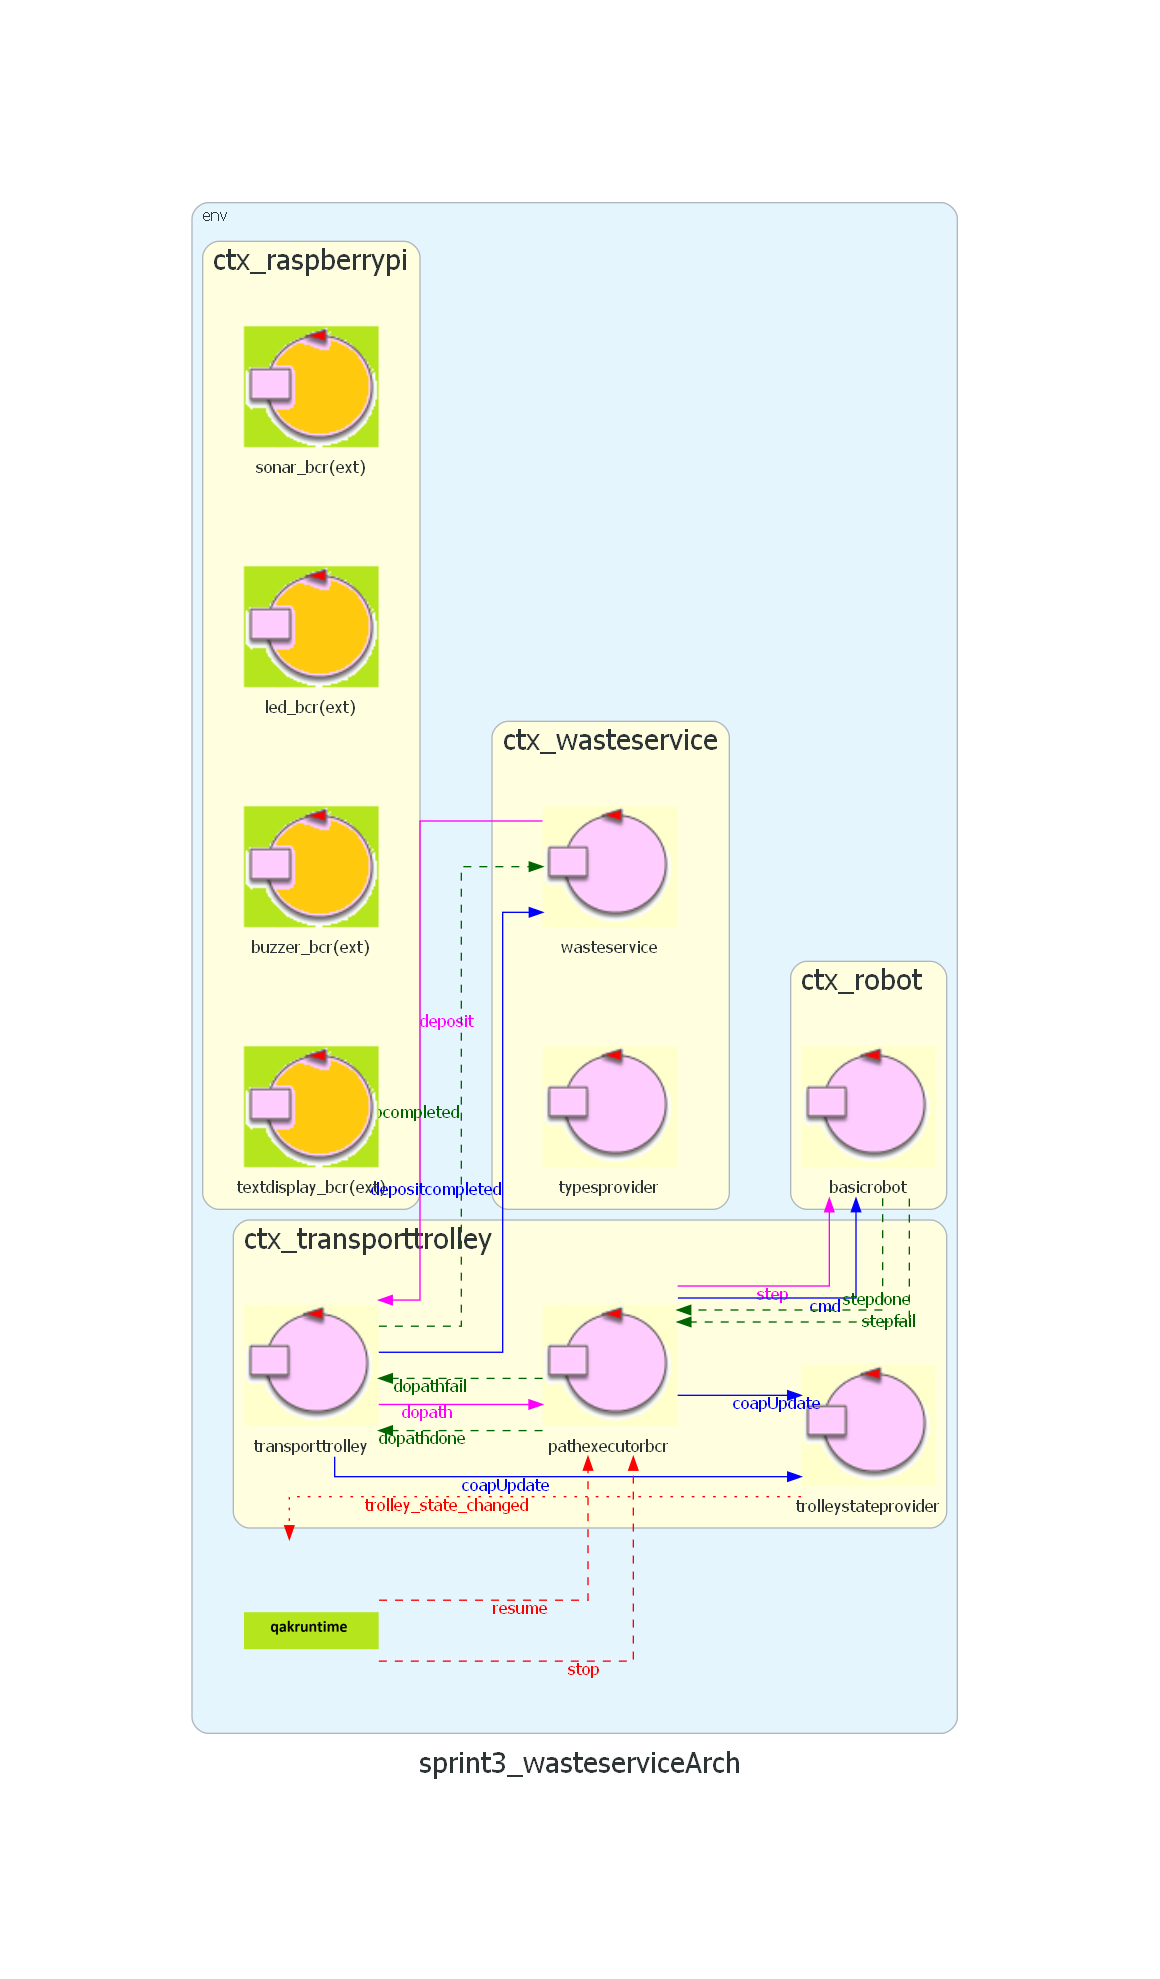 env
ctx_raspberrypi
sonar_bcr(ext)
led_bcr(ext)
ctx_wasteservice
buzzer_bcr(ext)
wasteservice
ctx_robot
deposit
depositcompleted
textdisplay_bcr(ext)
typesprovider
basicrobot
ctx_transporttrolley
step
cmd
stepdone
stepfail
dopathfail
dopath
dopathdone
coapUpdate
transporttrolley
pathexecutorbcr
coapUpdate
trolley_state_changed
trolleystateprovider
resume
qakruntime
stop
sprint3_wasteserviceArch